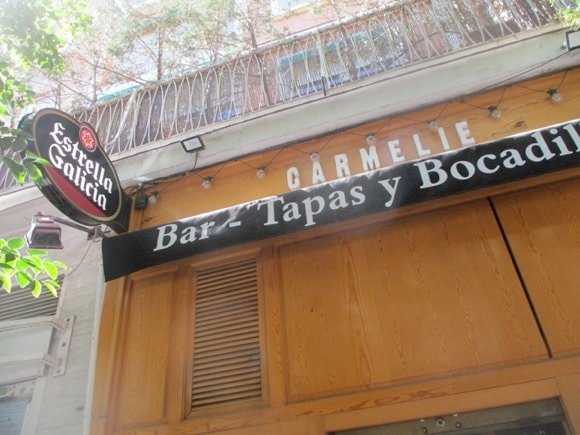 Estrella
Galicia
CARMELIE
Bar - Tapas y Bocadil